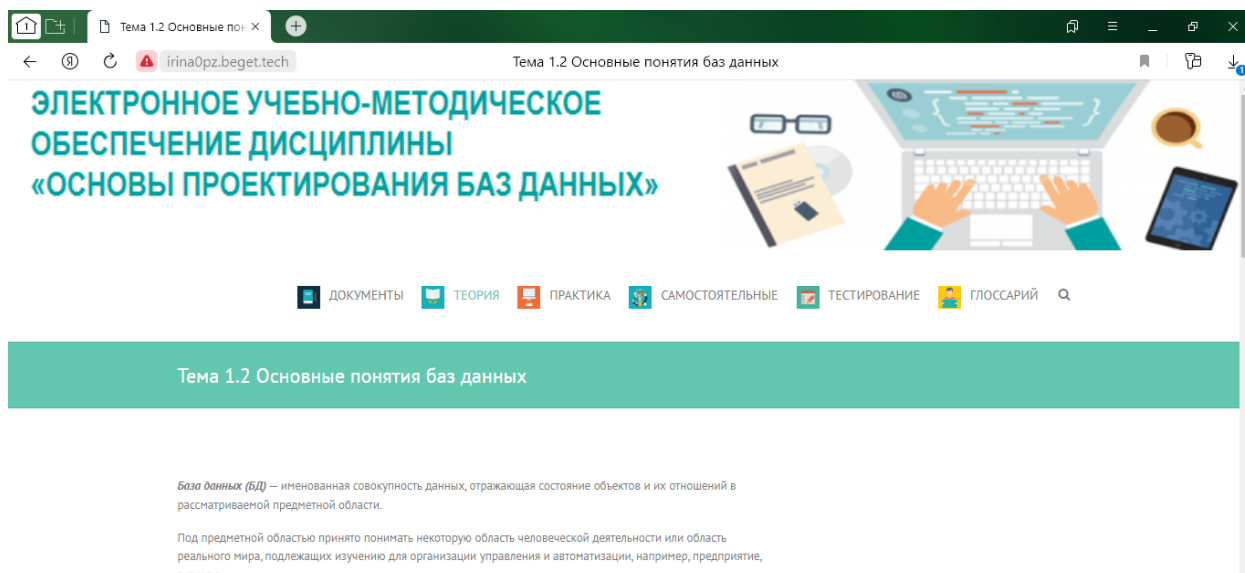 1
Тема 1.2 Основные пон
irina0pz.beget.tech
Тема 1.2 Основные понятия баз данных
1
ЭЛЕКТРОННОЕ УЧЕБНО-МЕТОДИЧЕСКОЕ
ОБЕСПЕЧЕНИЕ ДИСЦИПЛИНЫ
«ОСНОВЫ ПРОЕКТИРОВАНИЯ БАЗ ДАННЫХ»
ДОКУМЕНТЫ ТЕОРИЯ ПРАКТИКА САМОСТОЯТЕЛЬНЫЕ ТЕСТИРОВАНИЕ ГЛОССАРИЙ
Тема 1.2 Основные понятия баз данных
База данных (БД) — именованная совокупность данных, отражающая состояние объектов и их отношений в
рассматриваемой предметной области.
Под предметной областью принято понимать некоторую область человеческой деятельности или область
реального мира, подлежащих изучению для организации управления и автоматизации, например, предприятие,